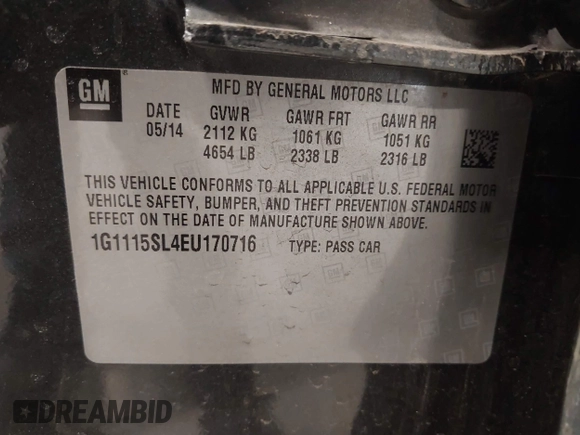 GM
MFD BY GENERAL MOTORS LLC
DATE GVWR GAWR FRT GAWR RR
05/14 2112 KG 1061 KG 1051 KG
4654 LB 2338 LB 2316 LB
THIS VEHICLE CONFORMS TO ALL APPLICABLE U.S. FEDERAL MOTOR
VEHICLE SAFETY, BUMPER, AND THEFT PREVENTION STANDARDS IN
EFFECT ON THE DATE OF MANUFACTURE SHOWN ABOVE.
1G1115SL4EU170716 TYPE: PASS CAR
DREAMBID